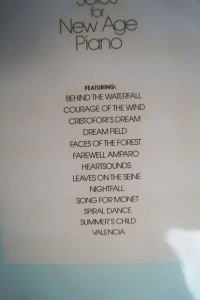 Solos
for
New Age
Piano
FEATURING:
BEHIND THE WATERFALL
COURAGE OF THE WIND
CRISTOFORI'S DREAM
DREAM FIELD
FACES OF THE FOREST
FAREWELL AMPARO
HEARTSOUNDS
LEAVES ON THE SEINE
NIGHTFALL
SONG FOR MONET
SPIRAL DANCE
SUMMER'S CHILD
VALENCIA